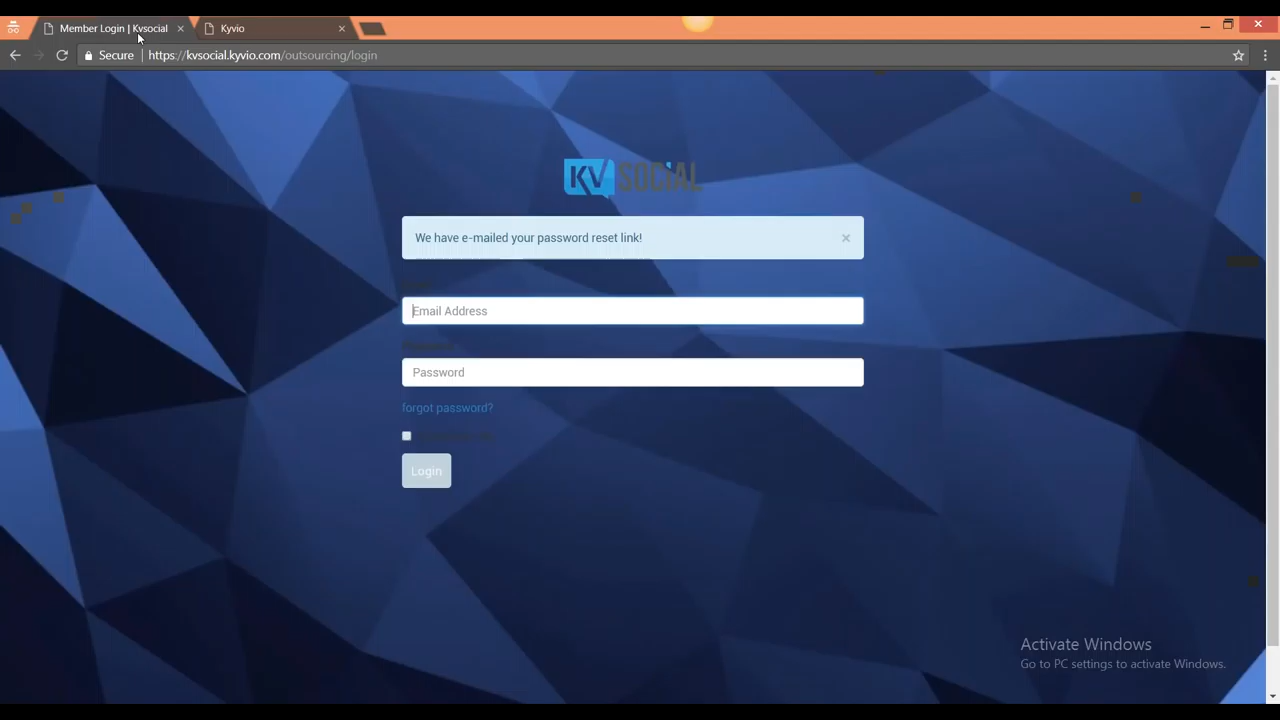 Member Login | Kvsocial
Kyvio
Secure
https://kvsocial.kyvio.com/outsourcing/login
KV SOCIAL
We have e-mailed your password reset link!
Email Address
Password
Password
forgot password?
Login
Activate Windows
Go to PC settings to activate Windows.